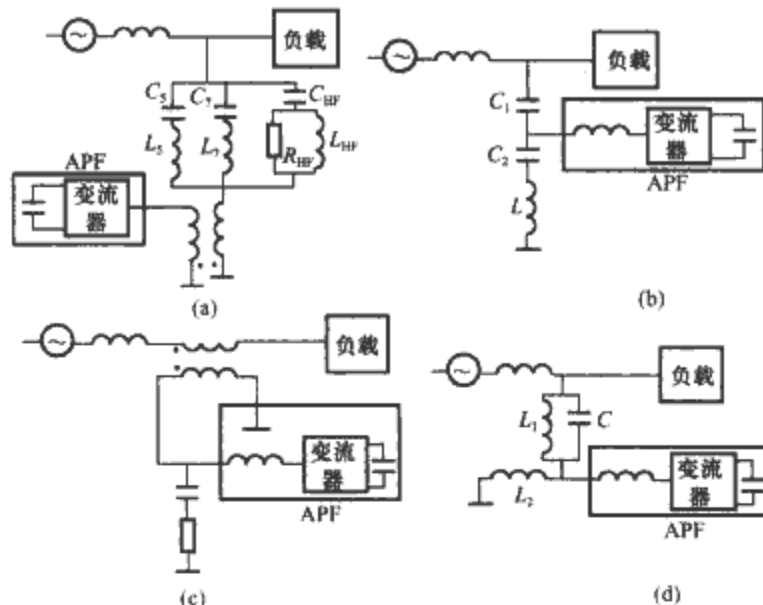 负载
C5 C7 CHF
L5 L7 RHF LHF
APF
变流器
(a)
负载
C1
C2
L
变流器
APF
(b)
负载
变流器
APF
(c)
负载
L1 C
L2
变流器
APF
(d)